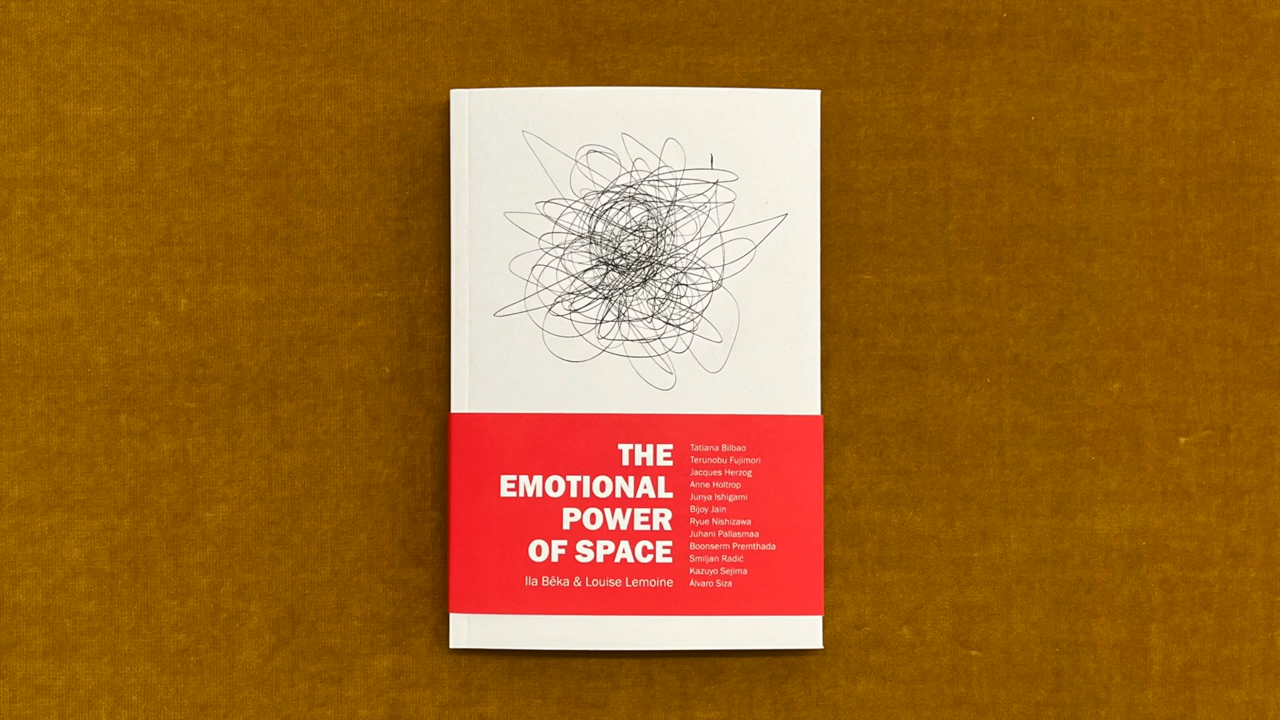 THE
EMOTIONAL
POWER
OF SPACE
Ila Bêka & Louise Lemoine
Tatiana Bilbao
Terunobu Fujimori
Jacques Herzog
Anne Holtrop
Junya Ishigami
Bijoy Jain
Ryue Nishizawa
Juhani Pallasmaa
Boonserm Premthada
Smiljan Radić
Kazuyo Sejima
Álvaro Siza